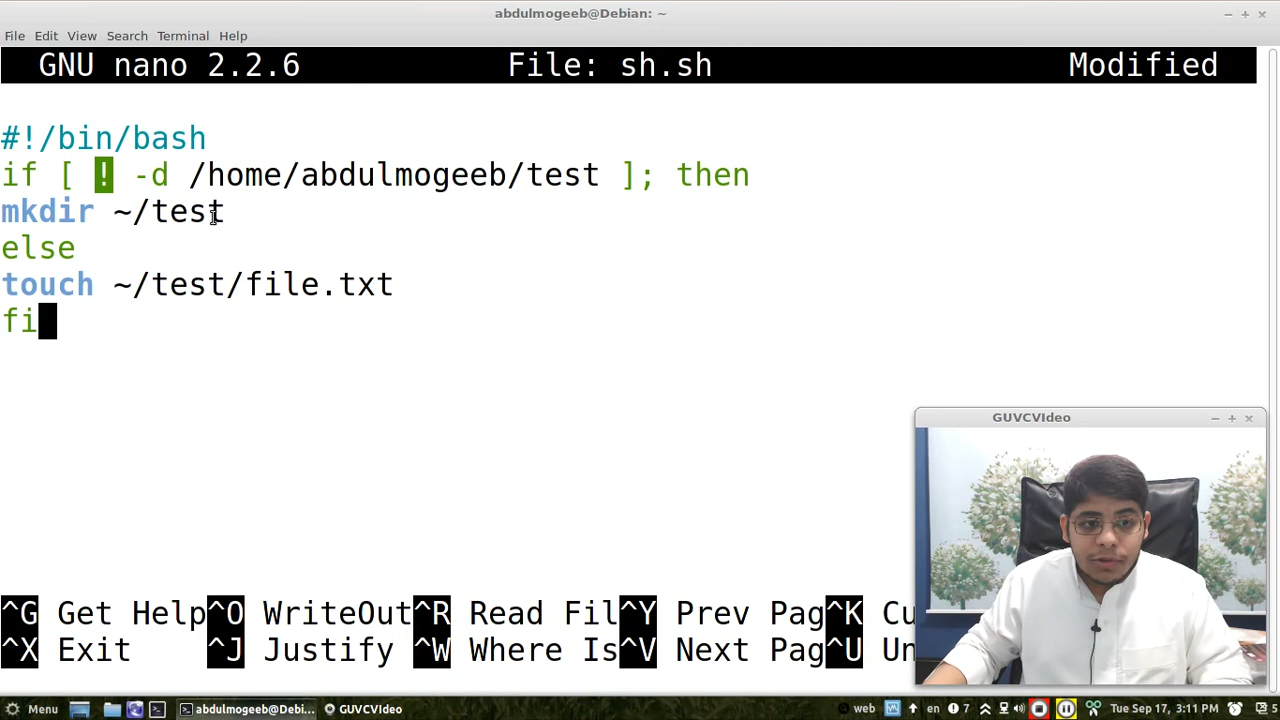 abdulmogeeb@Debian: ~
File Edit View Search Terminal Help
GNU nano 2.2.6 File: sh.sh Modified
#!/bin/bash
if [ ! -d /home/abdulmogeeb/test ]; then
mkdir ~/test
else
touch ~/test/file.txt
fi
GUVCVIdeo
^G Get Help^O WriteOut^R Read Fil^Y Prev Pag^K Cu
^X Exit ^J Justify ^W Where Is^V Next Pag^U Un
Menu abdulmogeeb@Debi... GUVCVIdeo web en 7 Tue Sep 17, 3:11 PM 5